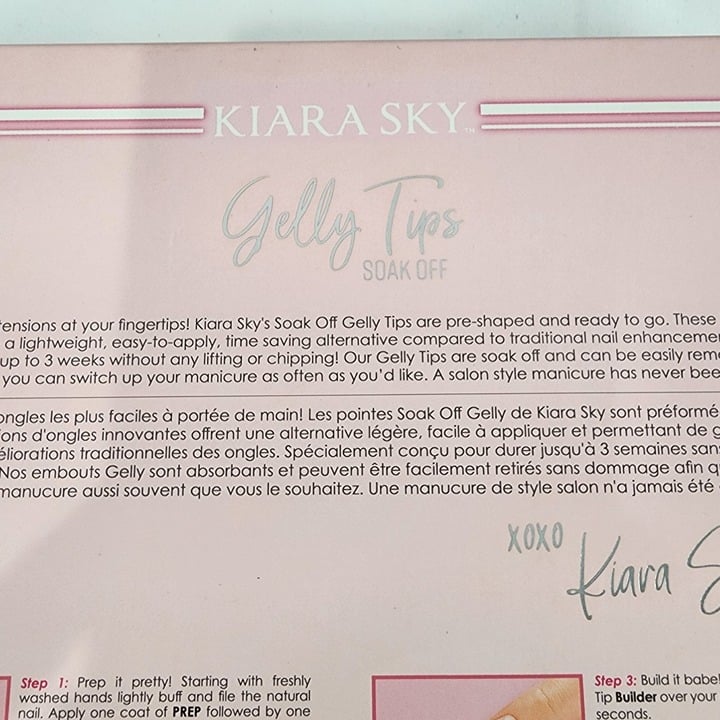 KIARA SKY™
Gelly Tips
SOAK OFF
tensions at your fingertips! Kiara Sky's Soak Off Gelly Tips are pre-shaped and ready to go. These
a lightweight, easy-to-apply, time saving alternative compared to traditional nail enhanceme
up to 3 weeks without any lifting or chipping! Our Gelly Tips are soak off and can be easily rem
you can switch up your manicure as often as you'd like. A salon style manicure has never bee
ongles les plus faciles à portée de main! Les pointes Soak Off Gelly de Kiara Sky sont préformé
ons d'ongles innovantes offrent une alternative légère, facile à appliquer et permettant de g
éliorations traditionnelles des ongles. Spécialement conçu pour durer jusqu'à 3 semaines sans
Nos embouts Gelly sont absorbants et peuvent être facilement retirés sans dommage afin q
manucure aussi souvent que vous le souhaitez. Une manucure de style salon n'a jamais été
XOXO
Kiara S
Step 1: Prep it pretty! Starting with freshly
washed hands lightly buff and file the natural
nail. Apply one coat of PREP followed by one
Step 3: Build it babe!
Tip Builder over your
seconds.